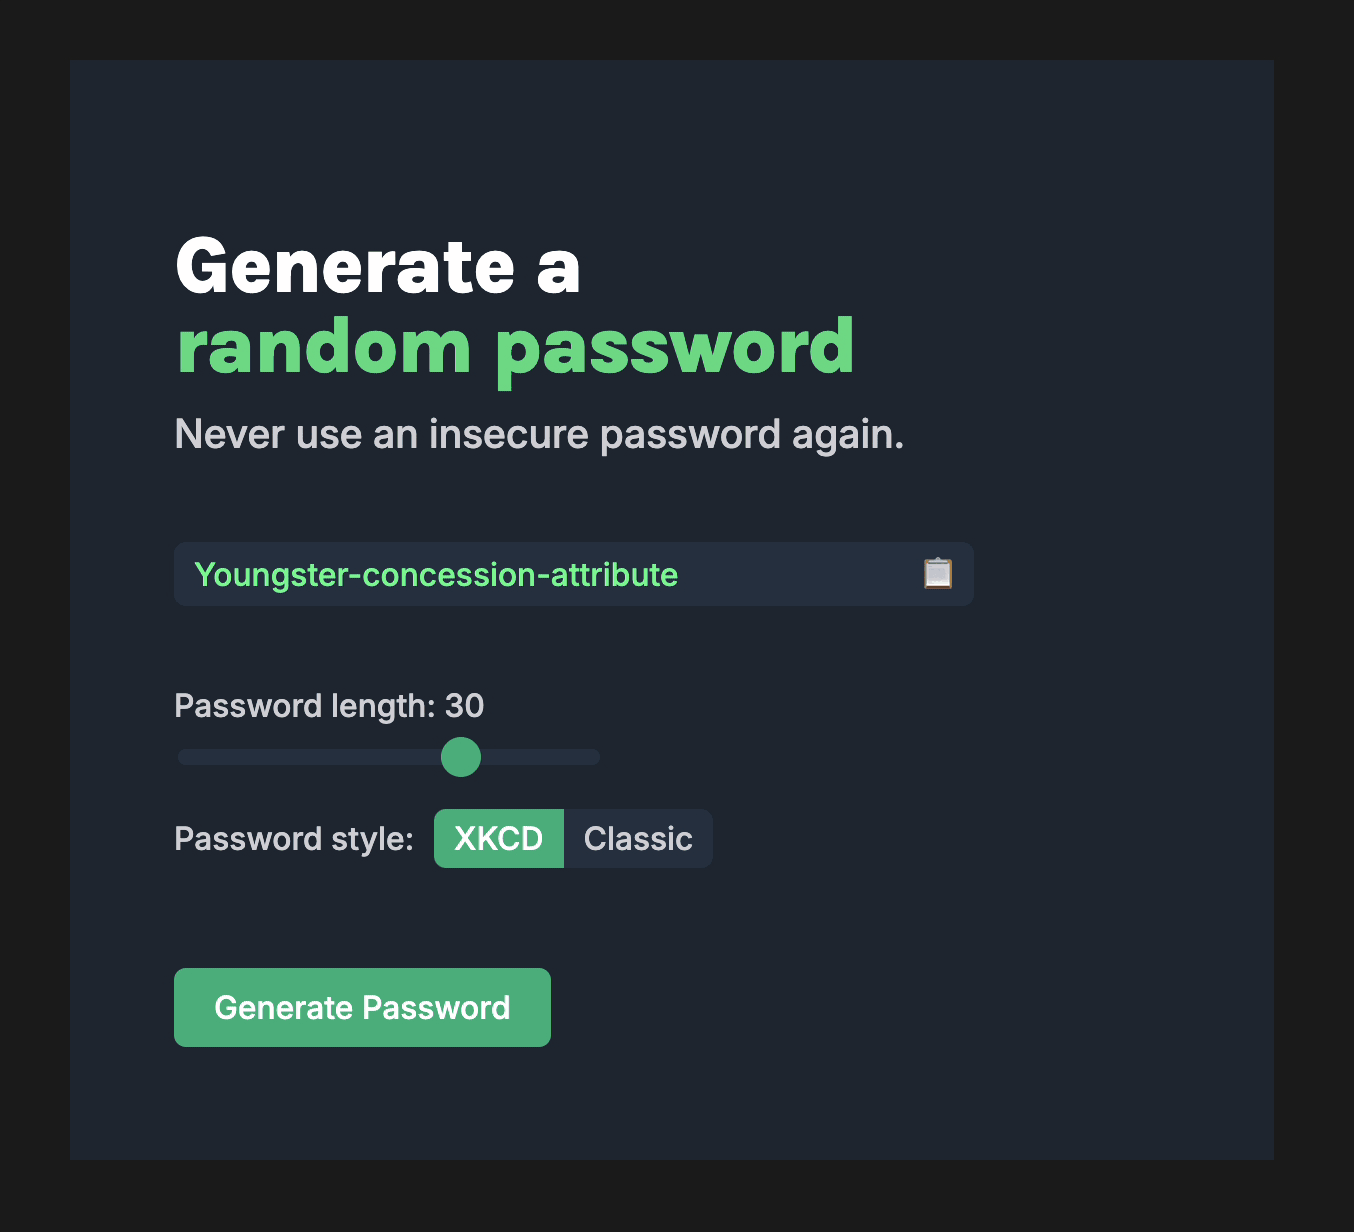 Generate a
random password
Never use an insecure password again.
Youngster-concession-attribute
Password length: 30
Password style: XKCD Classic
Generate Password